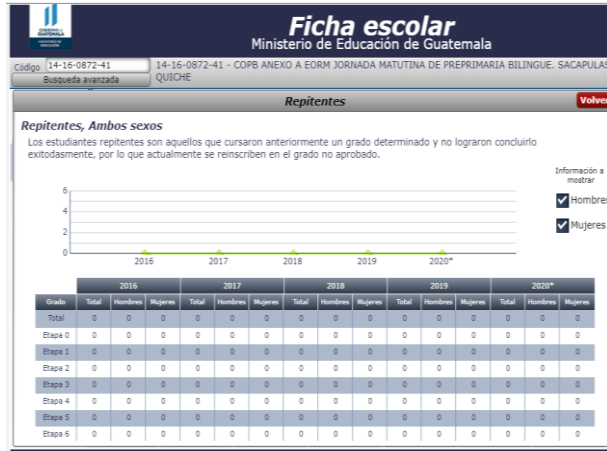 GOBIERNO de
GUATEMALA
MINISTERIO DE
EDUCACIÓN
Ficha escolar
Ministerio de Educación de Guatemala
Código 14-16-0872-41
Busqueda avanzada
14-16-0872-41 - COPB ANEXO A EORM JORNADA MATUTINA DE PREPRIMARIA BILINGUE. SACAPULAS
QUICHE
Repitentes
Volver
Repitentes, Ambos sexos
Los estudiantes repitentes son aquellos que cursaron anteriormente un grado determinado y no lograron concluirlo
exitodasmente, por lo que actualmente se reinscriben en el grado no aprobado.
Información a
mostrar
Hombres
Mujeres
6
4
2
0
2016 2017 2018 2019 2020*
2016 2017 2018 2019 2020*
Grado Total Hombres Mujeres Total Hombres Mujeres Total Hombres Mujeres Total Hombres Mujeres Total Hombres Mujeres
Total 0 0 0 0 0 0 0 0 0 0 0 0 0 0 0
Etapa 0 0 0 0 0 0 0 0 0 0 0 0 0 0 0 0
Etapa 1 0 0 0 0 0 0 0 0 0 0 0 0 0 0 0
Etapa 2 0 0 0 0 0 0 0 0 0 0 0 0 0 0 0
Etapa 3 0 0 0 0 0 0 0 0 0 0 0 0 0 0 0
Etapa 4 0 0 0 0 0 0 0 0 0 0 0 0 0 0 0
Etapa 5 0 0 0 0 0 0 0 0 0 0 0 0 0 0 0
Etapa 6 0 0 0 0 0 0 0 0 0 0 0 0 0 0 0